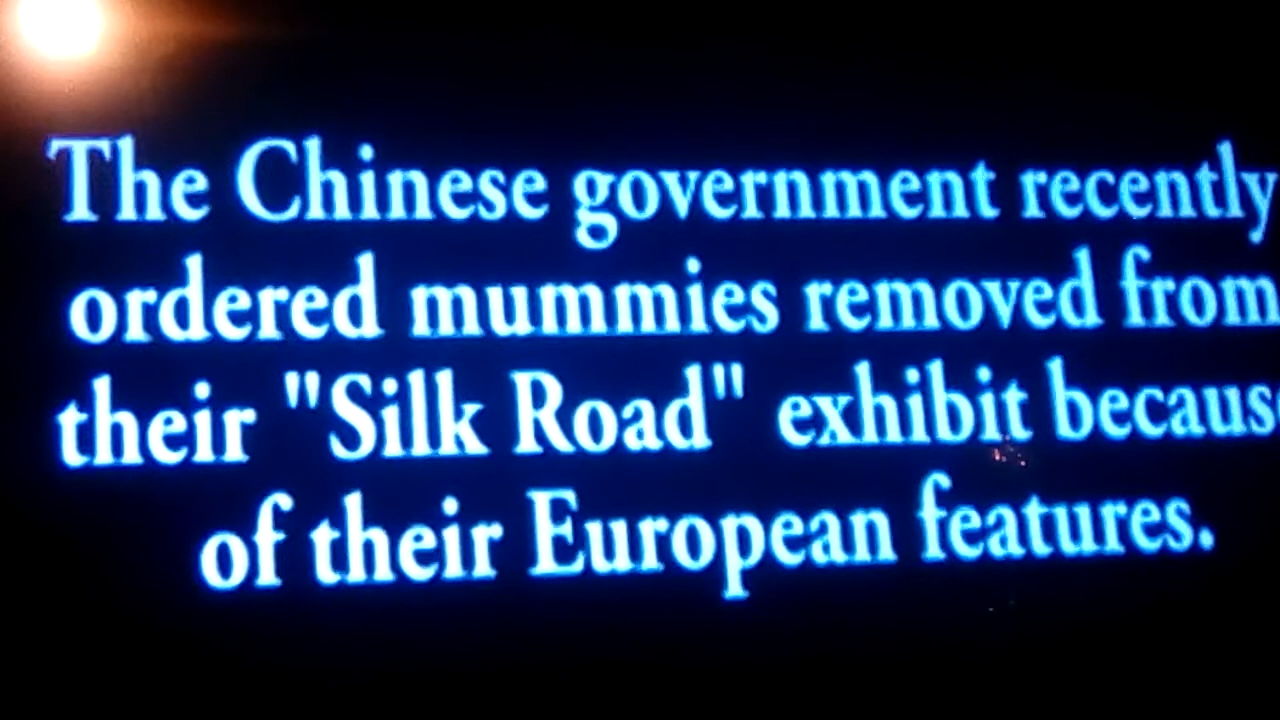 The Chinese government recently
ordered mummies removed from
their "Silk Road" exhibit becaus
of their European features.